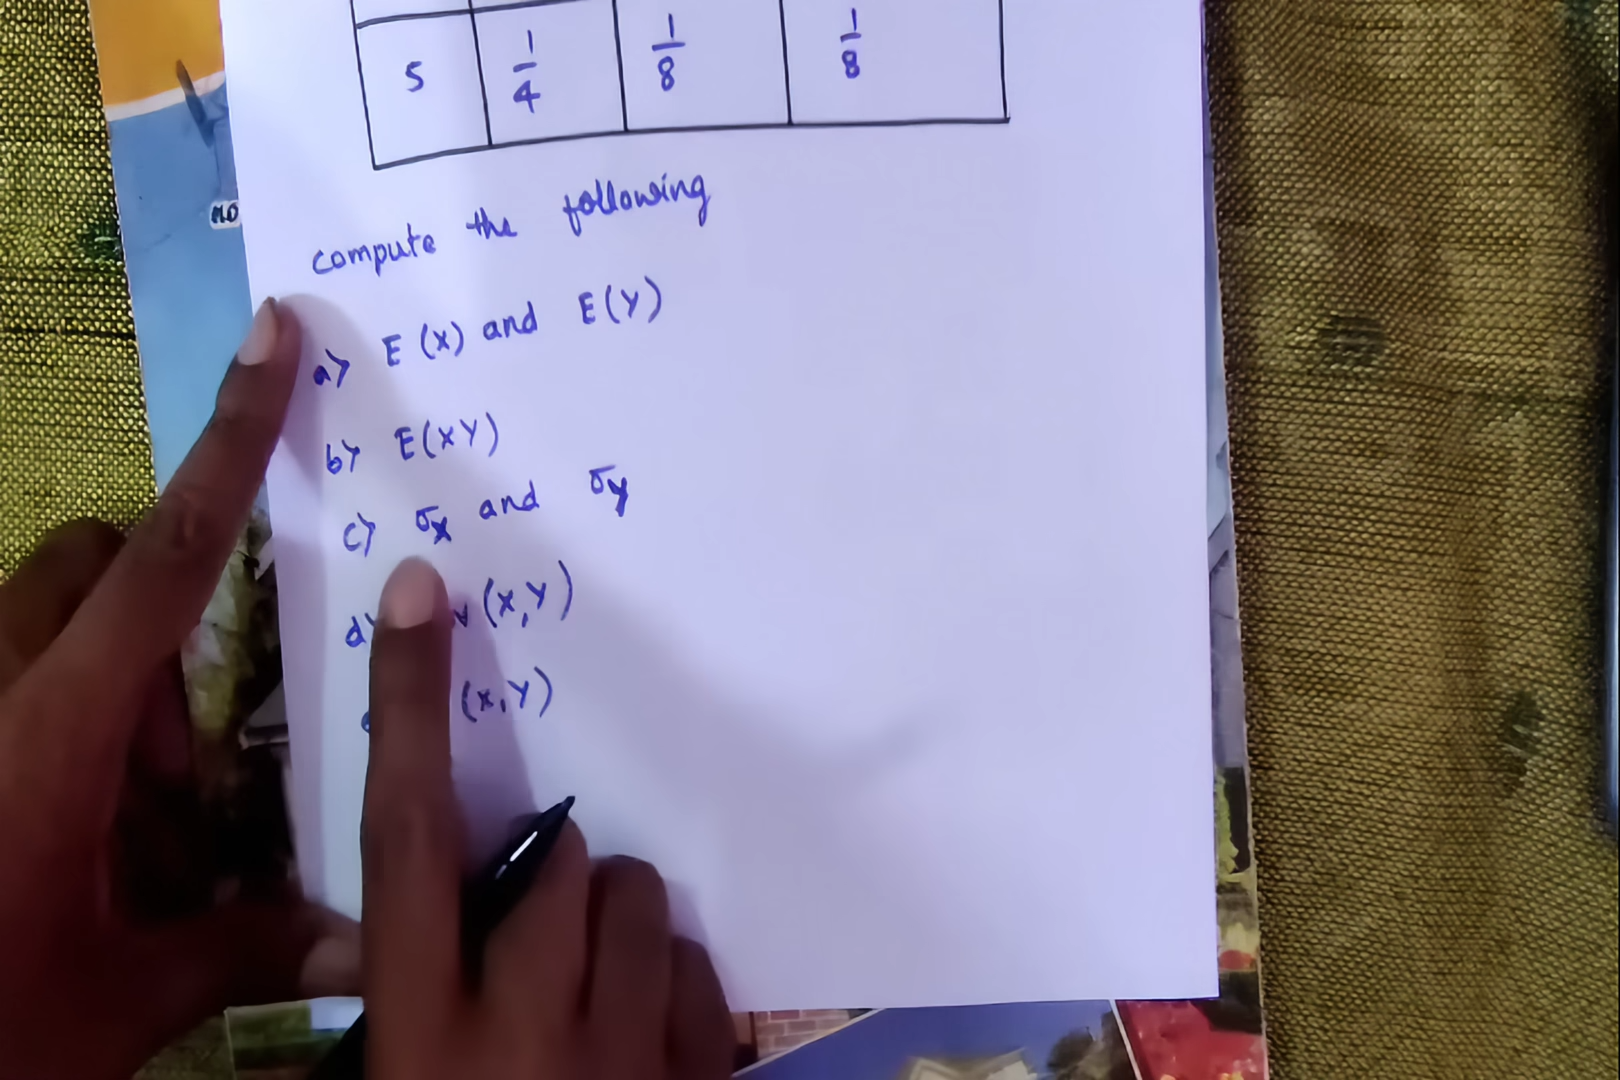 5 1/4 1/8 1/8
compute the following
a) E (X) and E(Y)
b) E(XY)
c) σx and σy
d) (X,Y)
(X,Y)